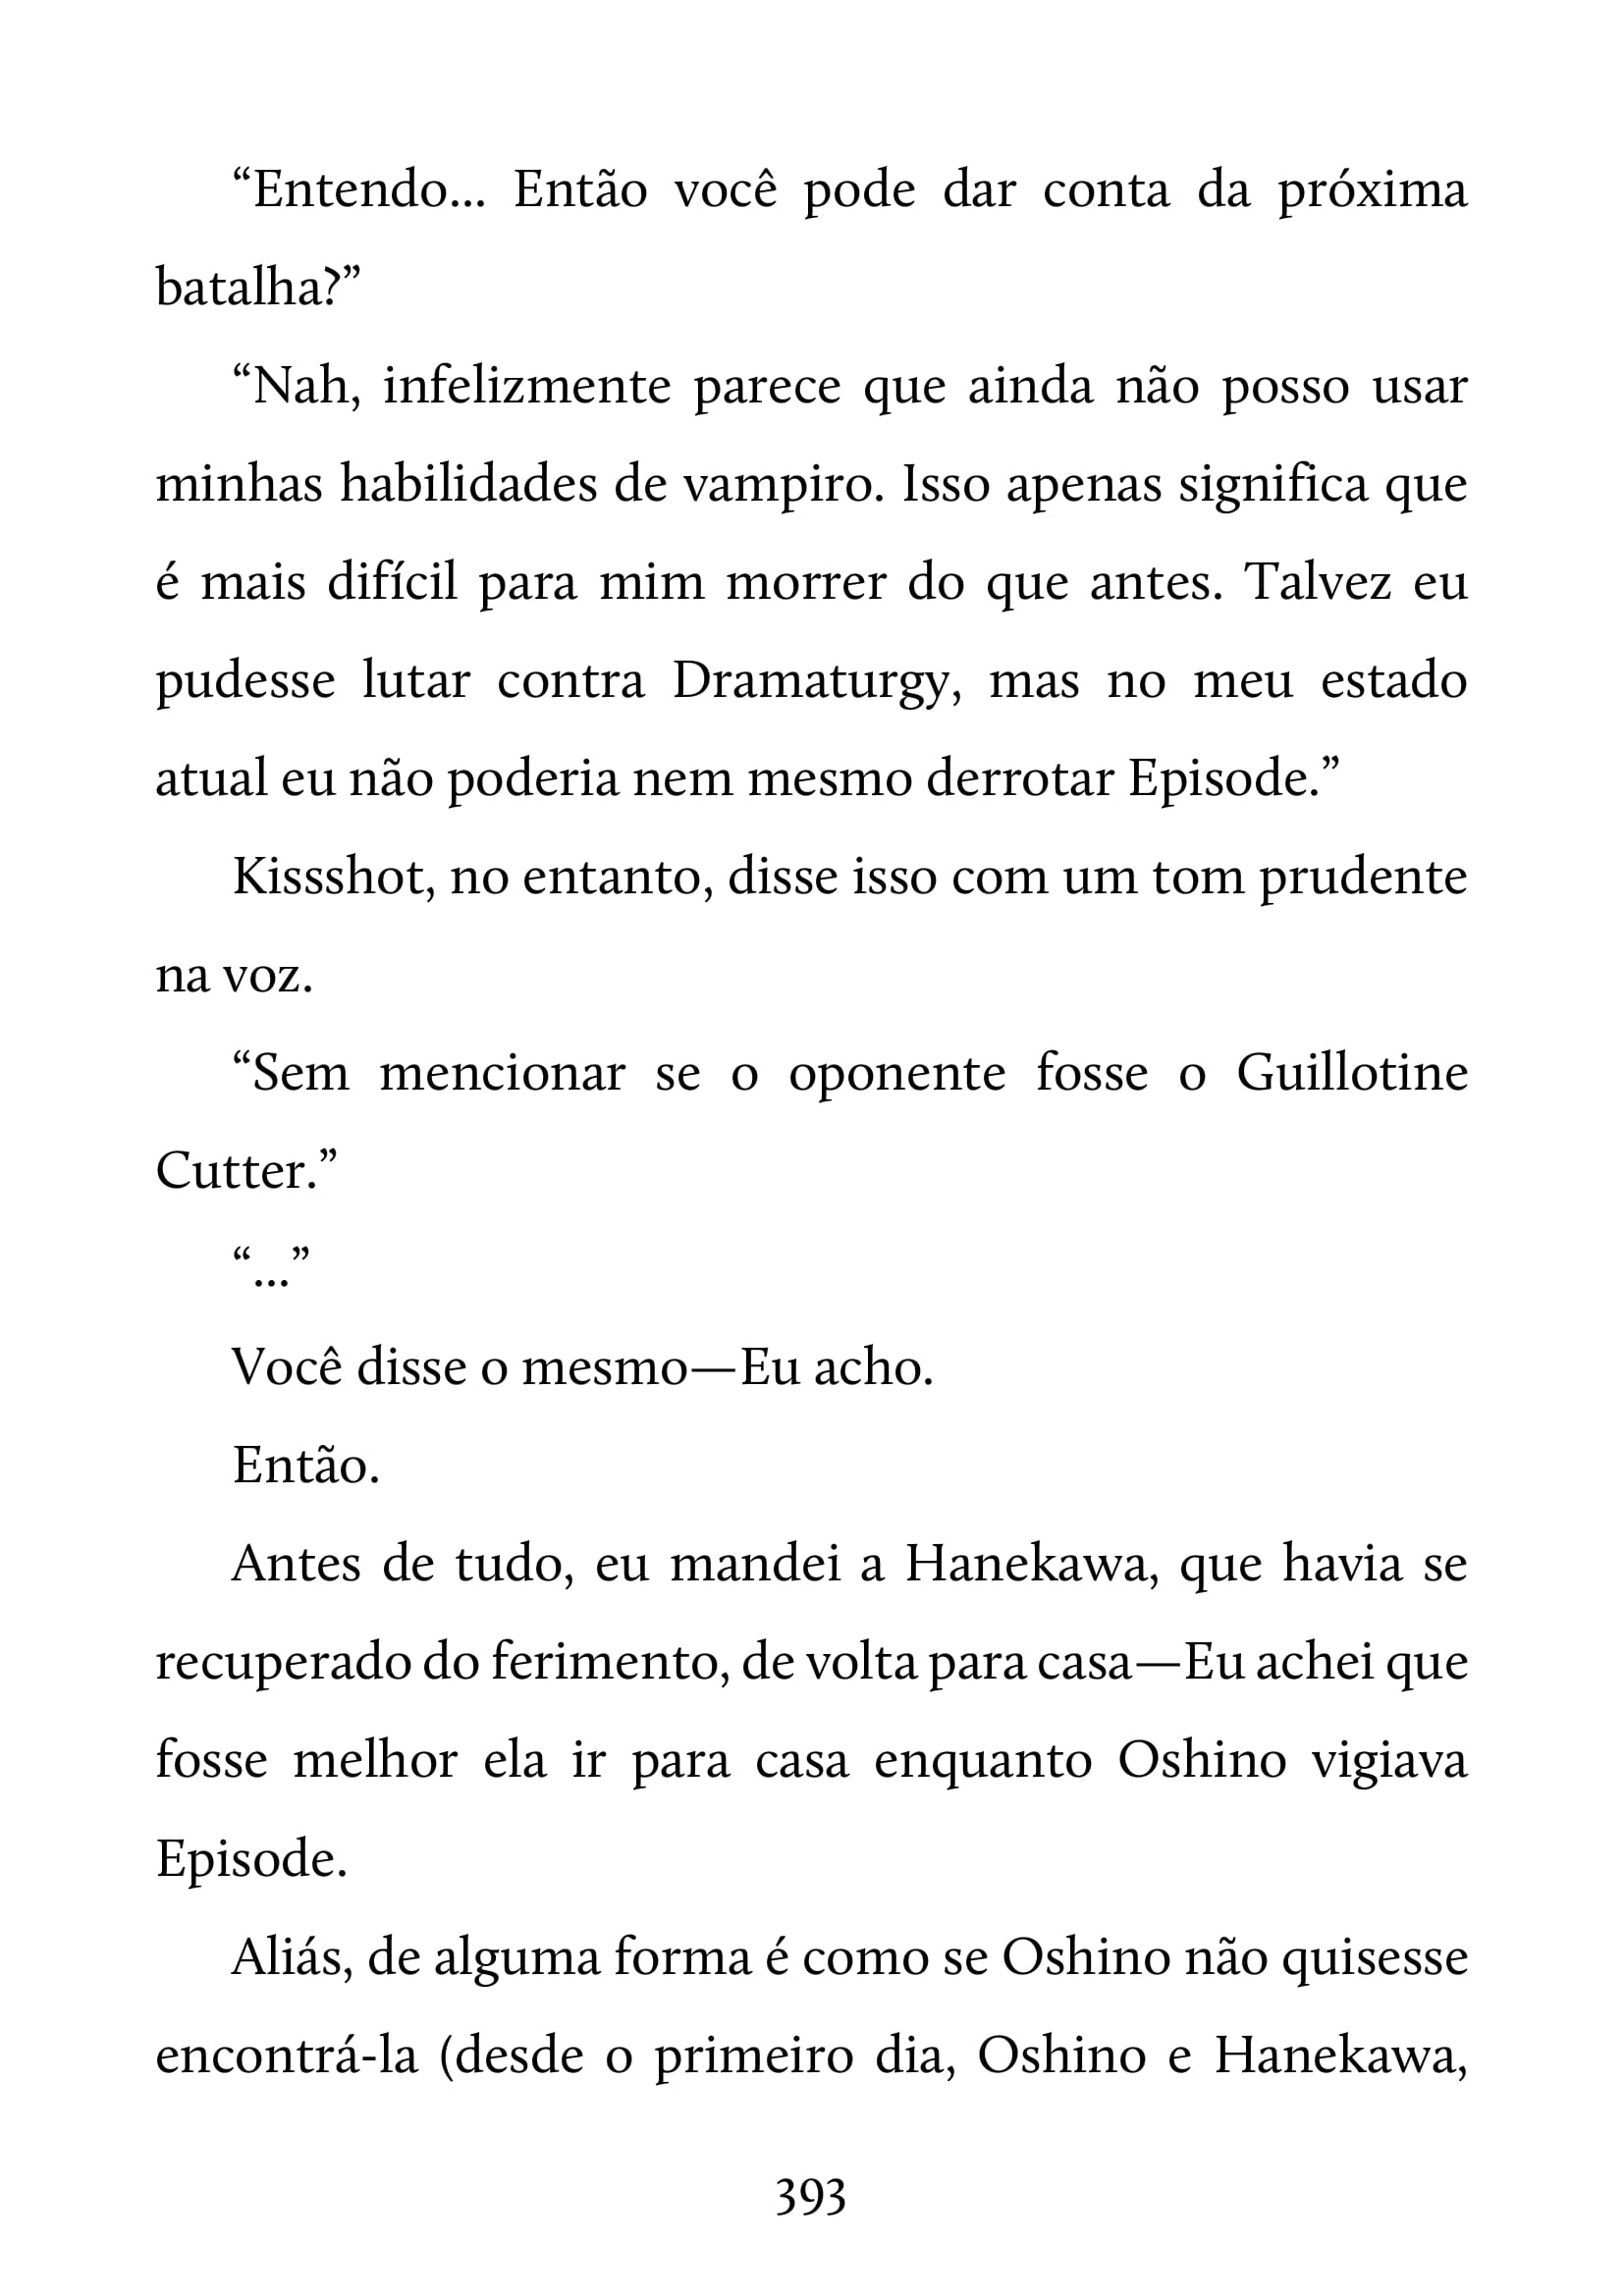 “Entendo... Então você pode dar conta da próxima
batalha?”
“Nah, infelizmente parece que ainda não posso usar
minhas habilidades de vampiro. Isso apenas significa que
é mais difícil para mim morrer do que antes. Talvez eu
pudesse lutar contra Dramaturgy, mas no meu estado
atual eu não poderia nem mesmo derrotar Episode.”
Kissshot, no entanto, disse isso com um tom prudente
na voz.
“Sem mencionar se o oponente fosse o Guillotine
Cutter.”
“...”
Você disse o mesmo—Eu acho.
Então.
Antes de tudo, eu mandei a Hanekawa, que havia se
recuperado do ferimento, de volta para casa—Eu achei que
fosse melhor ela ir para casa enquanto Oshino vigiava
Episode.
Aliás, de alguma forma é como se Oshino não quisesse
encontrá-la (desde o primeiro dia, Oshino e Hanekawa,
393